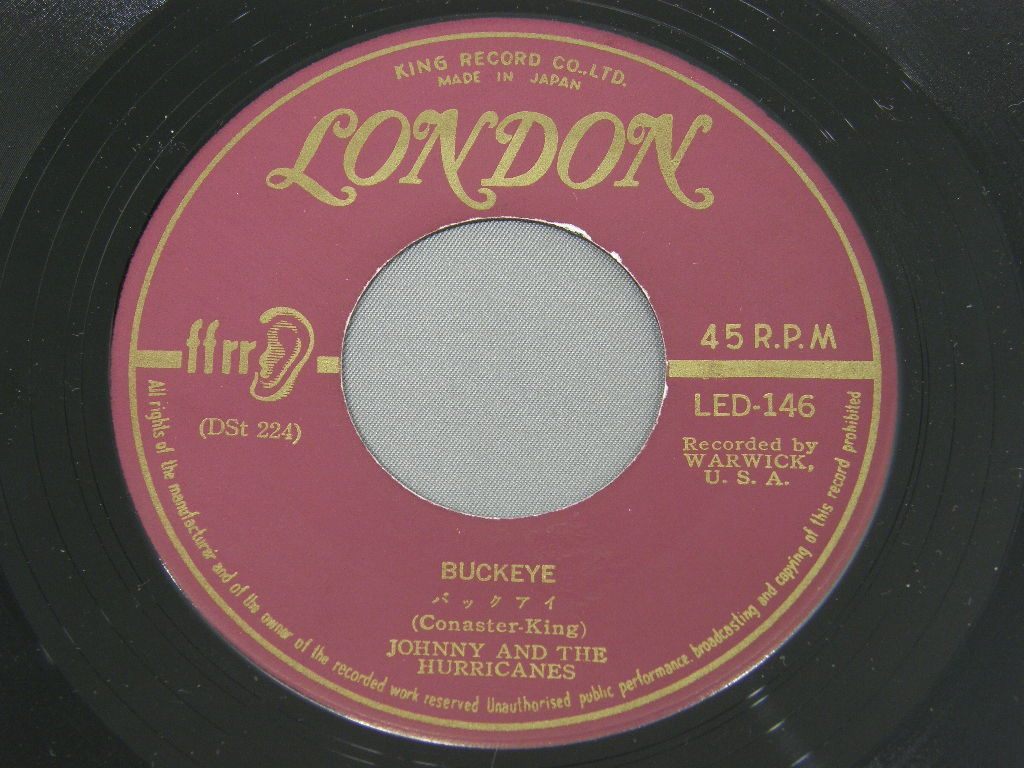 KING RECORD CO.,LTD.
MADE IN JAPAN
LONDON
ffrr
45 R.P.M
(DSt 224)
LED-146
Recorded by
WARWICK,
U. S. A.
BUCKEYE
バックアイ
(Conaster-King)
JOHNNY AND THE
HURRICANES
All rights of the manufacturer and of the owner of the recorded work reserved Unauthorised public performance, broadcasting and copying of this record prohibited